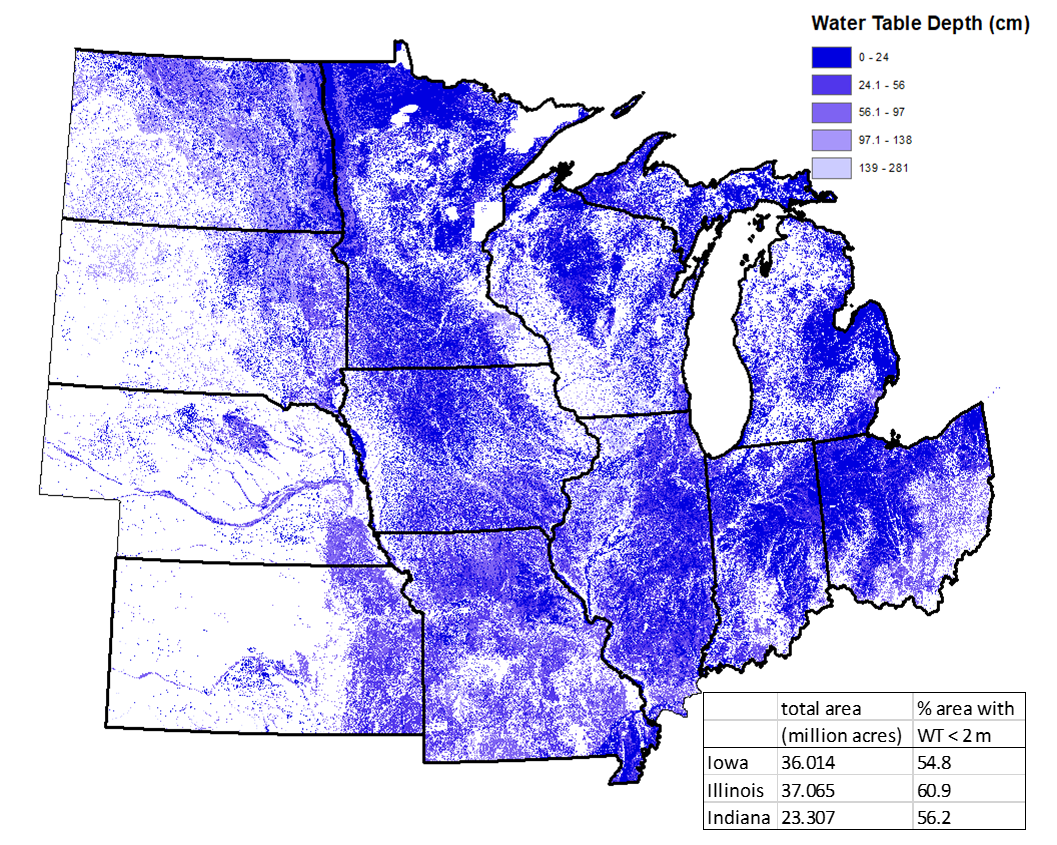 Water Table Depth (cm)
0 - 24
24.1 - 56
56.1 - 97
97.1 - 138
139 - 281
total area % area with
(million acres) WT < 2 m
Iowa 36.014 54.8
Illinois 37.065 60.9
Indiana 23.307 56.2